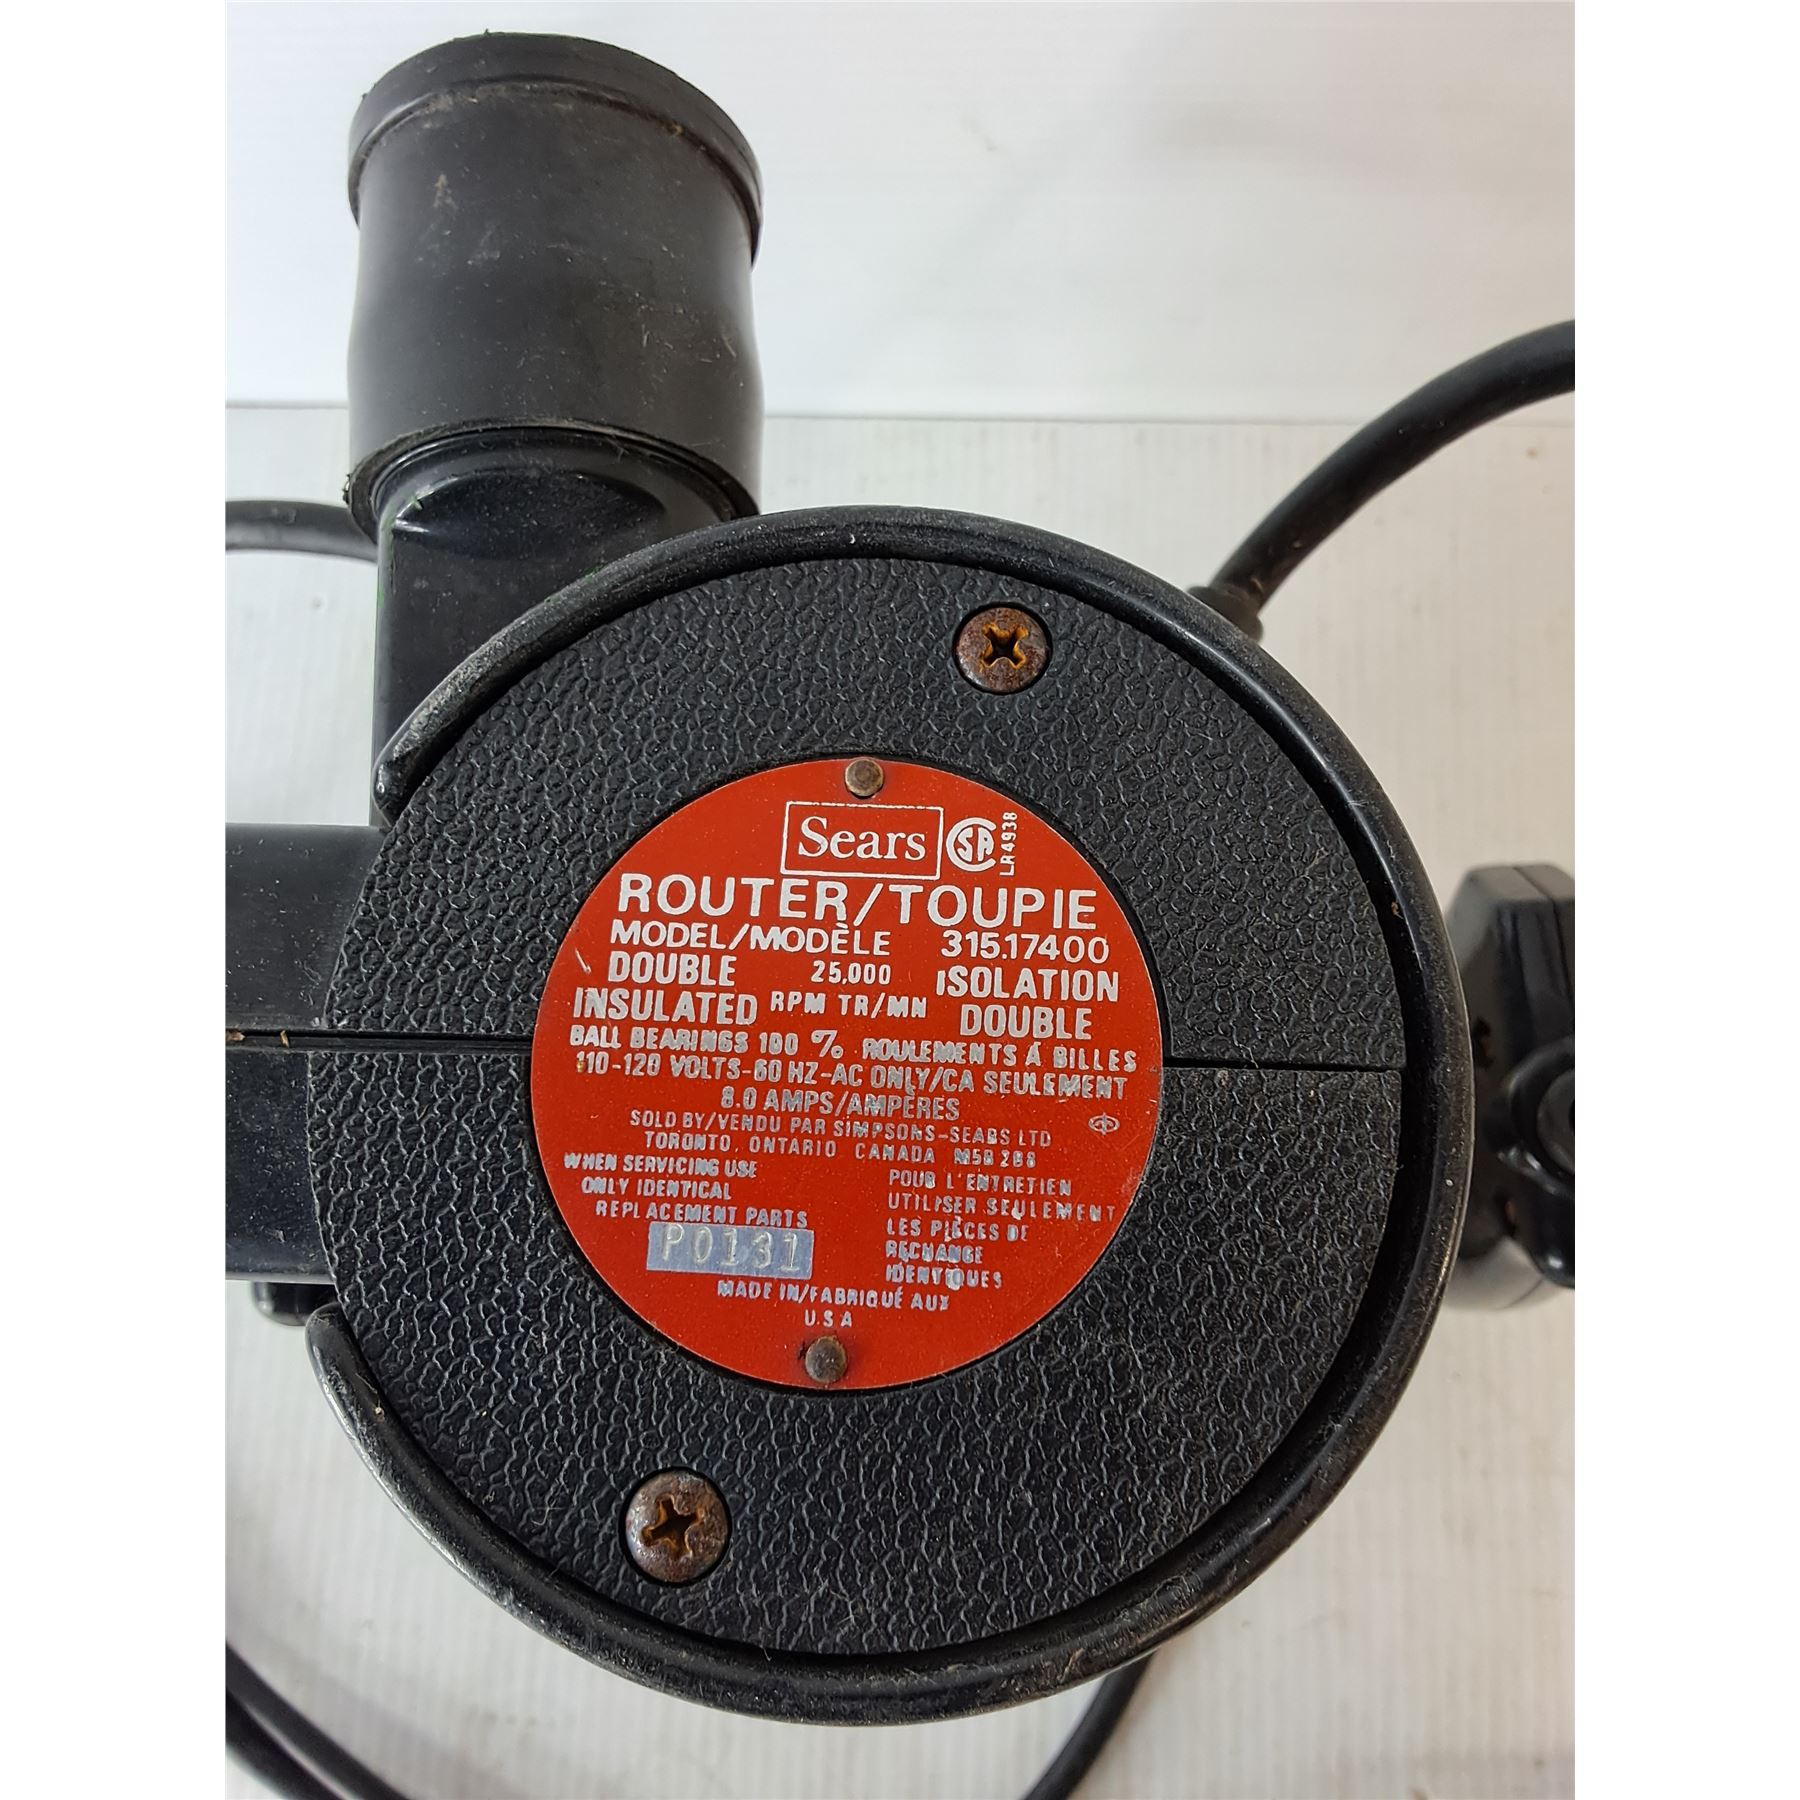 Sears
CSA
LR4938
ROUTER/TOUPIE
MODEL/MODÈLE 315.17400
DOUBLE 25,000 ISOLATION
INSULATED RPM TR/MN DOUBLE
BALL BEARINGS 100 % ROULEMENTS À BILLES
110-120 VOLTS-60 HZ-AC ONLY/CA SEULEMENT
8.0 AMPS/AMPÈRES
SOLD BY/VENDU PAR SIMPSONS-SEARS LTD
TORONTO, ONTARIO CANADA M5B 2B8
WHEN SERVICING USE
ONLY IDENTICAL
REPLACEMENT PARTS
P0131
POUR L'ENTRETIEN
UTILISER SEULEMENT
LES PIÈCES DE
RECHANGE
IDENTIQUES
MADE IN/FABRIQUÉ AUX
U.S.A